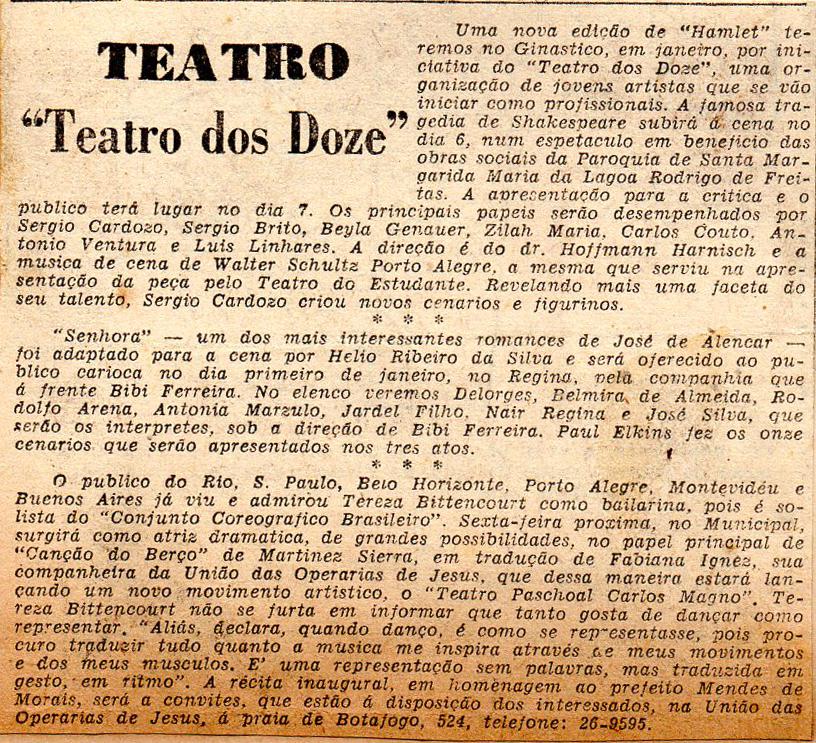 TEATRO
"Teatro dos Doze"
Uma nova edição de "Hamlet" te-
remos no Ginastico, em janeiro, por ini-
ciativa do "Teatro dos Doze", uma or-
ganização de jovens artistas que se vão
iniciar como profissionais. A famosa tra-
gedia de Shakespeare subirá á cena no
dia 6, num espetaculo em beneficio das
obras sociais da Paroquia de Santa Mar-
garida Maria da Lagoa Rodrigo de Frei-
tas. A apresentação para a critica e o
publico terá lugar no dia 7. Os principais papeis serão desempenhados por
Sergio Cardozo, Sergio Brito, Beyla Genauer, Zilah Maria, Carlos Couto, An-
tonio Ventura e Luis Linhares. A direção é do dr. Hoffmann Harnisch e a
musica de cena de Walter Schultz Porto Alegre, a mesma que serviu na apre-
sentação da peça pelo Teatro do Estudante. Revelando mais uma faceta do
seu talento, Sergio Cardozo criou novos cenarios e figurinos.
* * *
"Senhora" — um dos mais interessantes romances de José de Alencar —
foi adaptado para a cena por Helio Ribeiro da Silva e será oferecido ao pu-
blico carioca no dia primeiro de janeiro, no Regina, pela companhia que
á frente Bibi Ferreira. No elenco veremos Delorges, Belmira de Almeida, Ro-
dolfo Arena, Antonia Marzulo, Jardel Filho, Nair Regina e José Silva, que
serão os interpretes, sob a direção de Bibi Ferreira. Paul Elkins fez os onze
cenarios que serão apresentados nos tres atos.
* * *
O publico do Rio, S. Paulo, Belo Horizonte, Porto Alegre, Montevidéu e
Buenos Aires já viu e admirou Tereza Bittencourt como bailarina, pois é so-
lista do "Conjunto Coreografico Brasileiro". Sexta-feira proxima, no Municipal,
surgirá como atriz dramatica, de grandes possibilidades, no papel principal de
"Canção do Berço" de Martinez Sierra, em tradução de Fabiana Ignez, sua
companheira da União das Operarias de Jesus, que dessa maneira estará lan-
çando um novo movimento artistico, o "Teatro Paschoal Carlos Magno". Te-
reza Bittencourt não se furta em informar que tanto gosta de dançar como
representar. "Aliás, declara, quando danço, é como se representasse, pois pro-
curo traduzir tudo quanto a musica me inspira através de meus movimentos
e dos meus musculos. E' uma representação sem palavras, mas traduzida em
gesto, em ritmo". A récita inaugural, em homenagem ao prefeito Mendes de
Morais, será a convites, que estão á disposição dos interessados, na União das
Operarias de Jesus, á praia de Botafogo, 524, telefone: 26-9595.